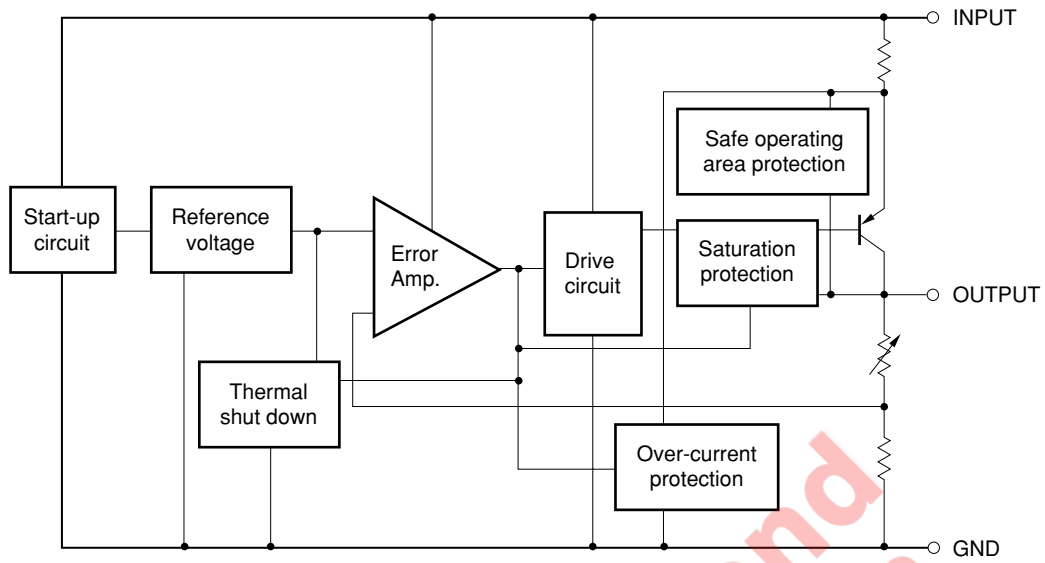 INPUT
Safe operating
area protection
Start-up
circuit
Reference
voltage
Error
Amp.
Drive
circuit
Saturation
protection
OUTPUT
Thermal
shut down
Over-current
protection
GND